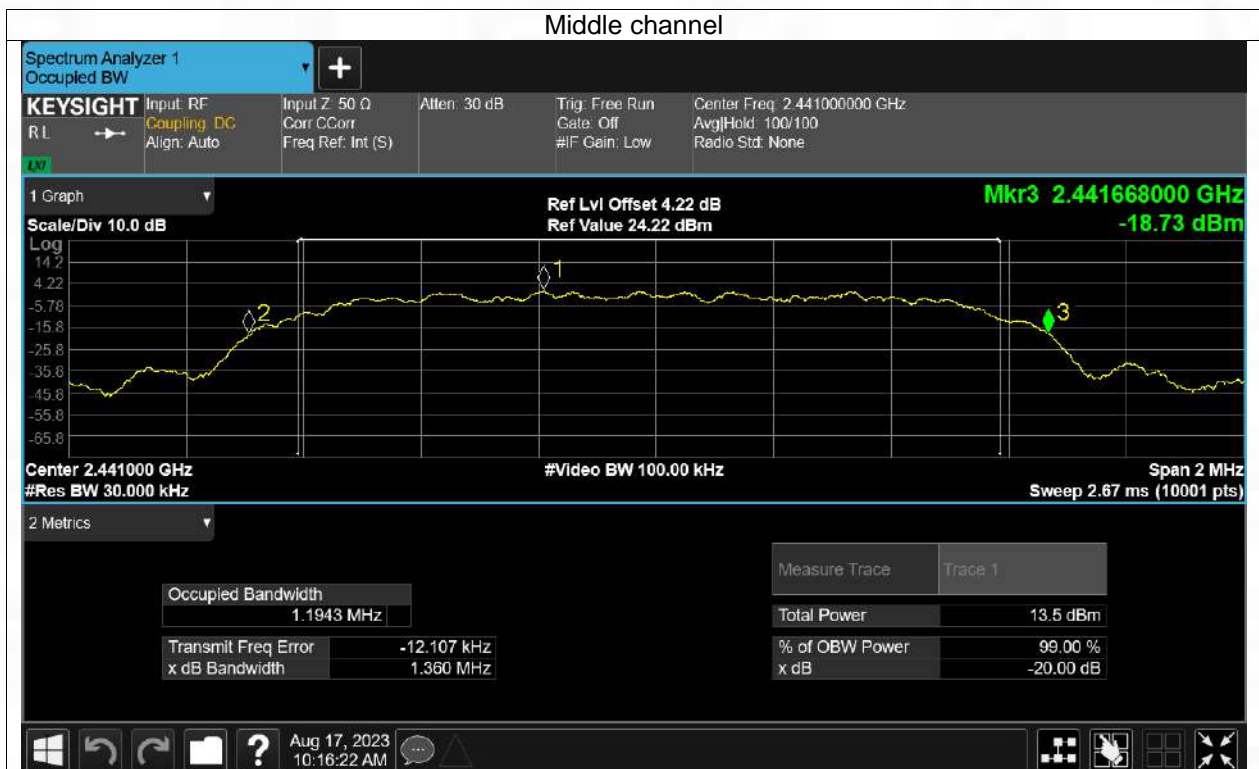 Middle channel
Spectrum Analyzer 1
Occupied BW
KEYSIGHT
RL
LXI
Input: RF
Coupling: DC
Align: Auto
Input Z: 50 Ω
Corr CCorr
Freq Ref: Int (S)
Atten: 30 dB
Trig: Free Run
Gate: Off
#IF Gain: Low
Center Freq: 2.441000000 GHz
Avg|Hold: 100/100
Radio Std: None
1 Graph
Scale/Div 10.0 dB
Ref Lvl Offset 4.22 dB
Ref Value 24.22 dBm
Mkr3 2.441668000 GHz
-18.73 dBm
Log
14.2
4.22
-5.78
-15.8
-25.8
-35.8
-45.8
-55.8
-65.8
1
2
3
Center 2.441000 GHz
#Res BW 30.000 kHz
#Video BW 100.00 kHz
Span 2 MHz
Sweep 2.67 ms (10001 pts)
2 Metrics
Measure Trace Trace 1
Occupied Bandwidth
1.1943 MHz
Total Power 13.5 dBm
Transmit Freq Error -12.107 kHz
% of OBW Power 99.00 %
x dB Bandwidth 1.360 MHz
x dB -20.00 dB
?
Aug 17, 2023
10:16:22 AM